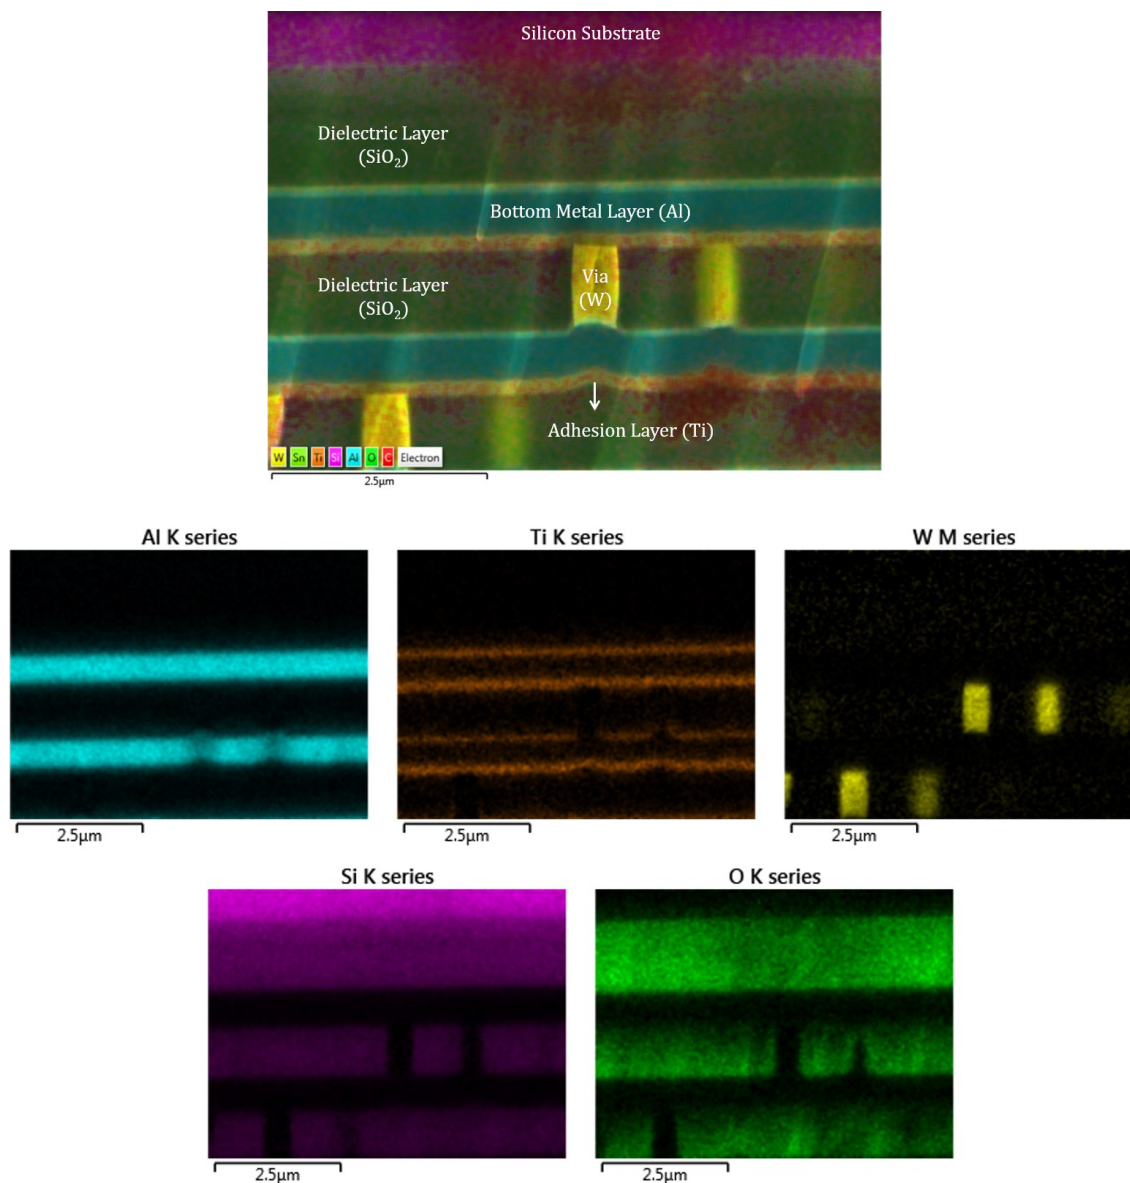 Silicon Substrate
Dielectric Layer
(SiO₂)
Bottom Metal Layer (Al)
Dielectric Layer
(SiO₂)
Via
(W)
Adhesion Layer (Ti)
W Sn Ti Si Al O C Electron
2.5μm
Al K series
Ti K series
W M series
2.5μm
2.5μm
2.5μm
Si K series
O K series
2.5μm
2.5μm